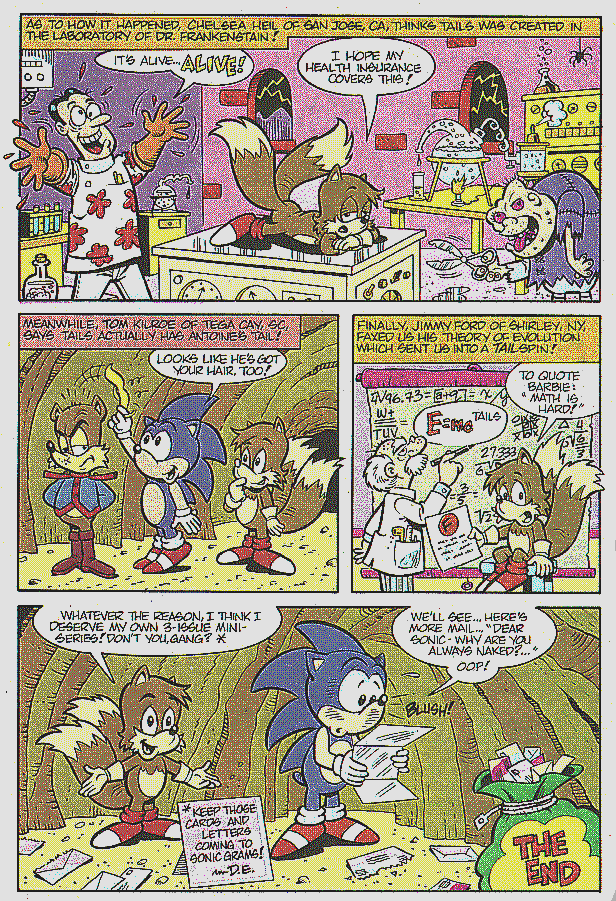 AS TO HOW IT HAPPENED, CHELSEA HEIL OF SAN JOSE, CA, THINKS TAILS WAS CREATED IN
THE LABORATORY OF DR. FRANKENSTAIN!
IT'S ALIVE... ALIVE!
I HOPE MY
HEALTH INSURANCE
COVERS THIS!
MEANWHILE, TOM KILROE OF TEGA CAY, SC,
SAYS TAILS ACTUALLY HAS ANTOINE'S TAIL!
LOOKS LIKE HE'S GOT
YOUR HAIR, TOO!
FINALLY, JIMMY FORD OF SHIRLEY, NY,
FAXED US HIS THEORY OF EVOLUTION
WHICH SENT US INTO A TAILSPIN!
TO QUOTE
BARBIE:
"MATH IS
HARD!"
E=MC TAILS
27333
WHATEVER THE REASON, I THINK I
DESERVE MY OWN 3-ISSUE MINI-
SERIES! DON'T YOU, GANG? *
WE'LL SEE... HERE'S
MORE MAIL... "DEAR
SONIC - WHY ARE YOU
ALWAYS NAKED?..."
OOP!
BLUSH!
* KEEP THOSE
CARDS AND
LETTERS
COMING TO
SONIC GRAMS!
D.E.
THE
END